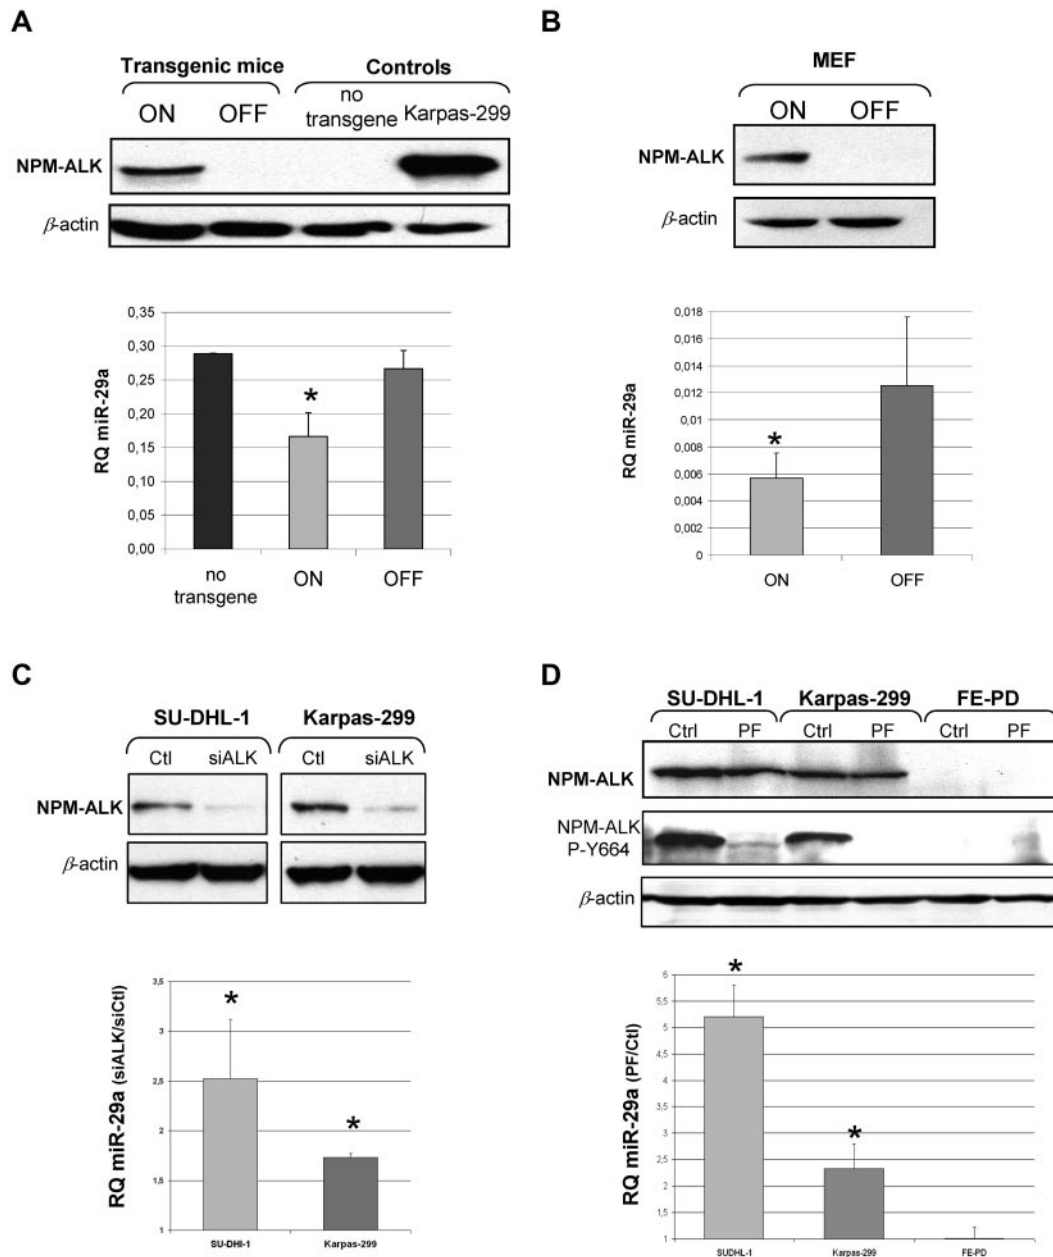 A
Transgenic mice Controls
ON OFF no transgene Karpas-299
NPM-ALK
β-actin
RQ miR-29a
0,35
0,30
0,25
0,20
0,15
0,10
0,05
0,00
*
no transgene ON OFF
B
MEF
ON OFF
NPM-ALK
β-actin
RQ miR-29a
0,018
0,016
0,014
0,012
0,01
0,008
0,006
0,004
0,002
0
*
ON OFF
C
SU-DHL-1 Karpas-299
Ctl siALK Ctl siALK
NPM-ALK
β-actin
RQ miR-29a (siALK/siCtl)
3,5
3
2,5
2
1,5
1
*
*
SU-DHl-1 Karpas-299
D
SU-DHL-1 Karpas-299 FE-PD
Ctrl PF Ctrl PF Ctrl PF
NPM-ALK
NPM-ALK
P-Y664
β-actin
RQ miR-29a (PF/Ctl)
6
5,5
5
4,5
4
3,5
3
2,5
2
1,5
1
*
*
SUDHL-1 Karpas-299 FE-PD